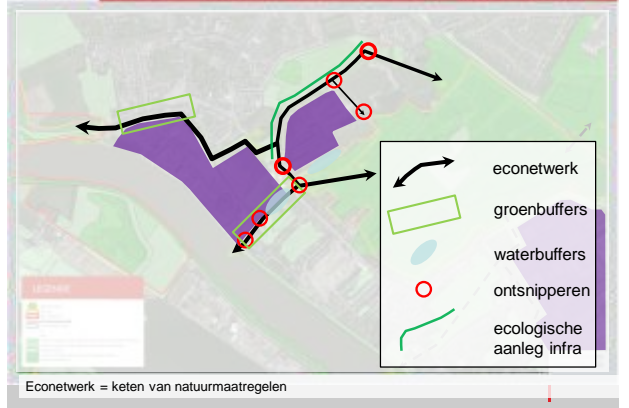 econetwerk
groenbuffers
waterbuffers
ontsnipperen
ecologische
aanleg infra
Econetwerk = keten van natuurmaatregelen